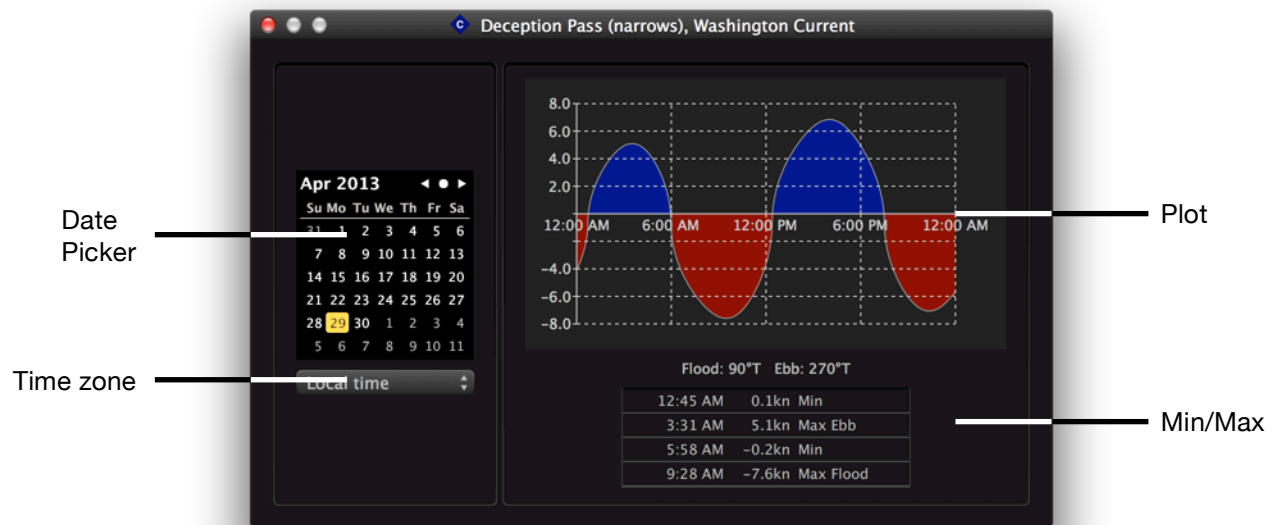 C Deception Pass (narrows), Washington Current
Date
Picker
Time zone
Apr 2013
Su Mo Tu We Th Fr Sa
31 1 2 3 4 5 6
7 8 9 10 11 12 13
14 15 16 17 18 19 20
21 22 23 24 25 26 27
28 29 30 1 2 3 4
5 6 7 8 9 10 11
Local time
8.0
6.0
4.0
2.0
12:00 AM 6:00 AM 12:00 PM 6:00 PM 12:00 AM
−4.0
−6.0
−8.0
Flood: 90°T Ebb: 270°T
12:45 AM 0.1kn Min
3:31 AM 5.1kn Max Ebb
5:58 AM −0.2kn Min
9:28 AM −7.6kn Max Flood
Plot
Min/Max